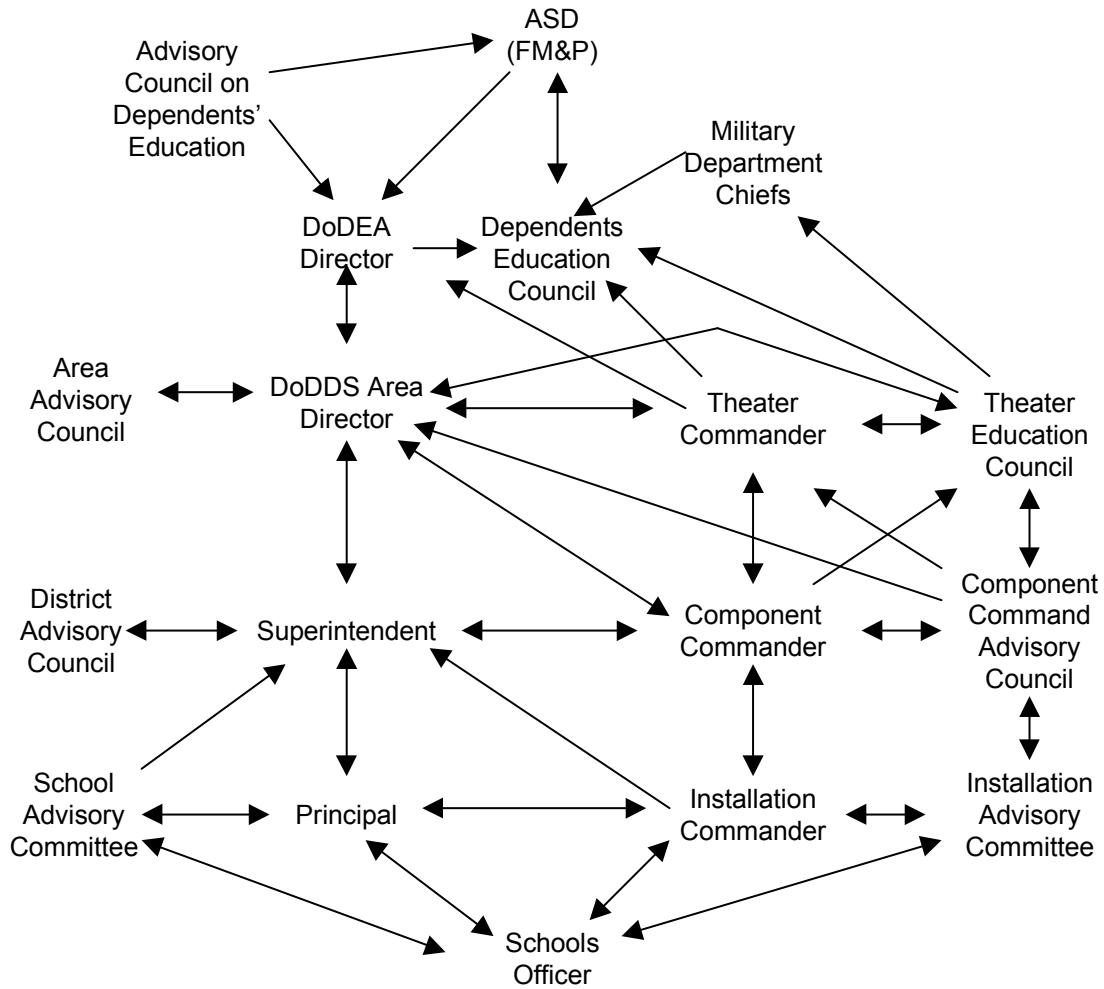 ASD
(FM&P)
Advisory
Council on
Dependents’
Education
Military
Department
Chiefs
DoDEA
Director
Dependents
Education
Council
Area
Advisory
Council
DoDDS Area
Director
Theater
Commander
Theater
Education
Council
District
Advisory
Council
Superintendent
Component
Commander
Component
Command
Advisory
Council
School
Advisory
Committee
Principal
Installation
Commander
Installation
Advisory
Committee
Schools
Officer